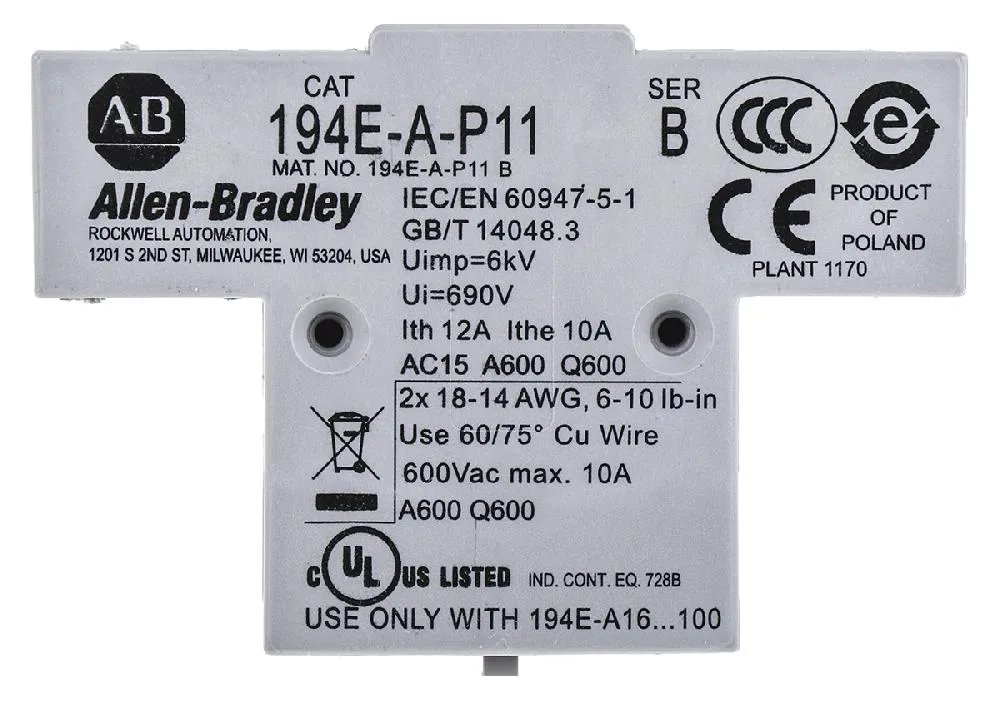 AB
CAT
194E-A-P11
MAT. NO. 194E-A-P11 B
SER
B
CCC
e
Allen-Bradley
ROCKWELL AUTOMATION,
1201 S 2ND ST, MILWAUKEE, WI 53204, USA
IEC/EN 60947-5-1
GB/T 14048.3
Uimp=6kV
Ui=690V
Ith 12A Ithe 10A
AC15 A600 Q600
CE
PRODUCT
OF
POLAND
PLANT 1170
2x 18-14 AWG, 6-10 lb-in
Use 60/75° Cu Wire
600Vac max. 10A
A600 Q600
C UL US LISTED IND. CONT. EQ. 728B
USE ONLY WITH 194E-A16...100